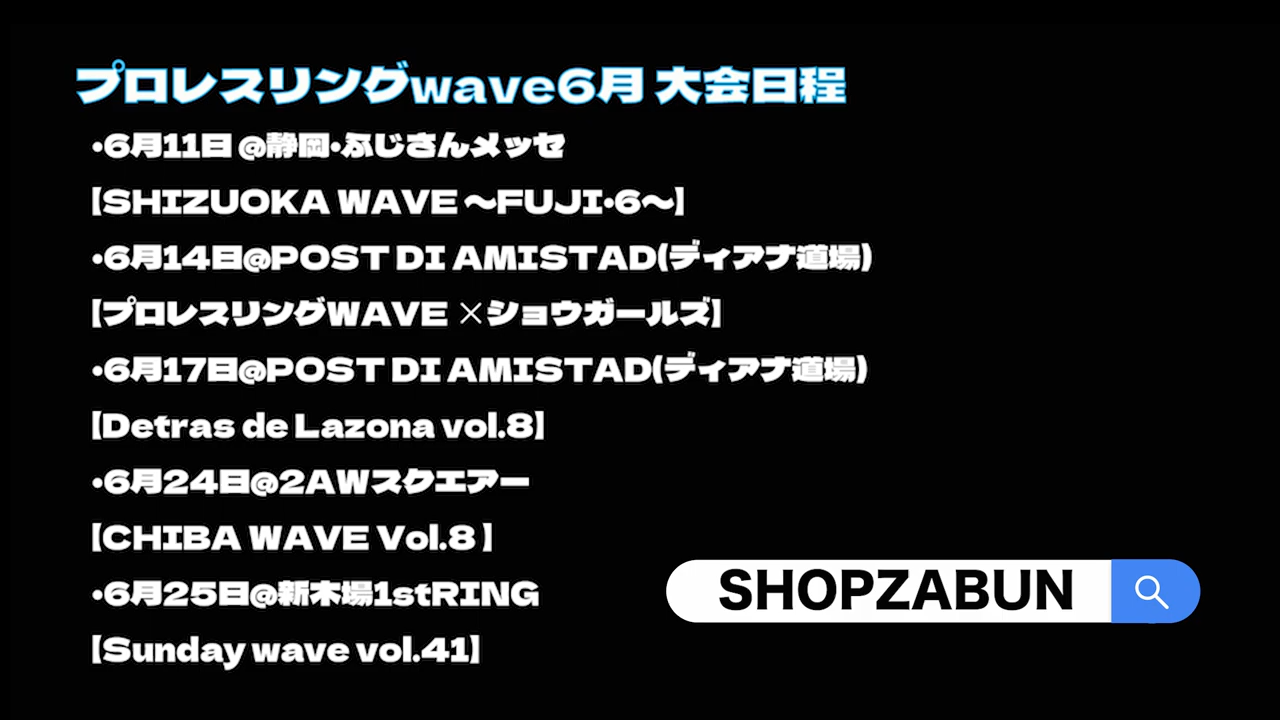 プロレスリングwave6月 大会日程
・6月11日 @静岡・ふじさんメッセ
【SHIZUOKA WAVE 〜FUJI・6〜】
・6月14日@POST DI AMISTAD(ディアナ道場)
【プロレスリングWAVE ×ショウガールズ】
・6月17日@POST DI AMISTAD(ディアナ道場)
【Detras de Lazona vol.8】
・6月24日@2AWスクエアー
【CHIBA WAVE Vol.8 】
・6月25日@新木場1stRING
【Sunday wave vol.41】
SHOPZABUN